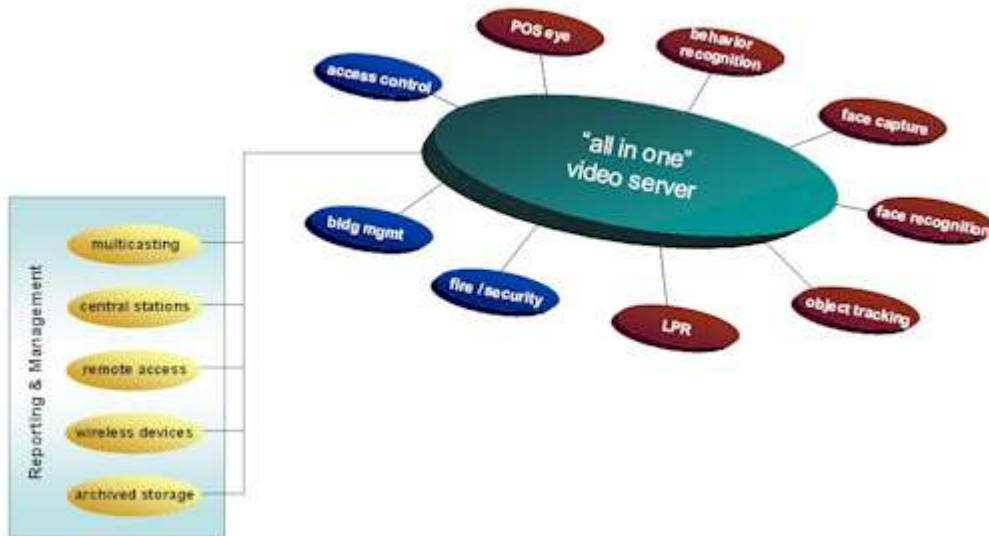 POS eye
behavior
recognition
access control
face capture
"all in one"
video server
face recognition
bldg mgmt
fire / security
LPR
object tracking
Reporting & Management
multicasting
central stations
remote access
wireless devices
archived storage